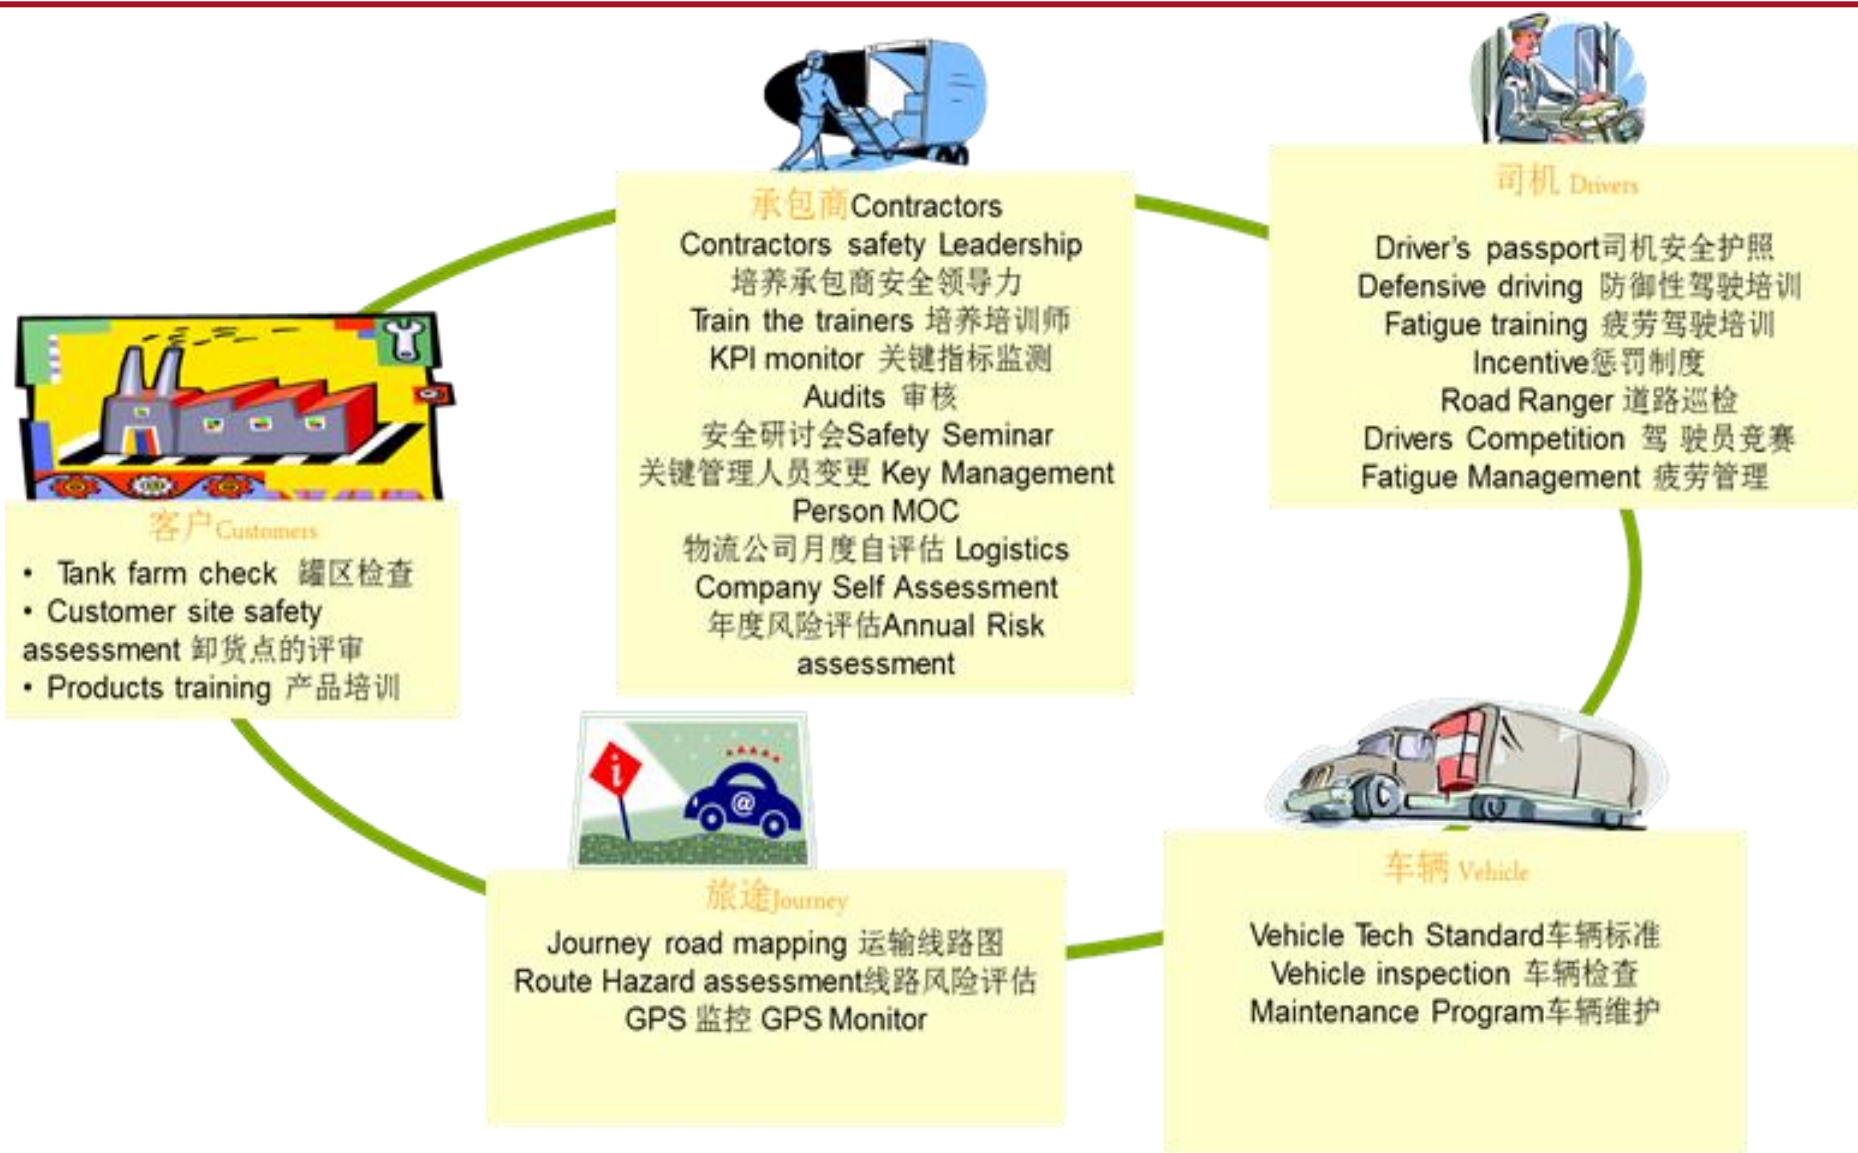 承包商Contractors
Contractors safety Leadership
培养承包商安全领导力
Train the trainers 培养培训师
KPI monitor 关键指标监测
Audits 审核
安全研讨会Safety Seminar
关键管理人员变更 Key Management
Person MOC
物流公司月度自评估 Logistics
Company Self Assessment
年度风险评估Annual Risk
assessment
司机 Drivers
Driver's passport司机安全护照
Defensive driving 防御性驾驶培训
Fatigue training 疲劳驾驶培训
Incentive惩罚制度
Road Ranger 道路巡检
Drivers Competition 驾 驶员竞赛
Fatigue Management 疲劳管理
客户Customers
• Tank farm check 罐区检查
• Customer site safety
assessment 卸货点的评审
• Products training 产品培训
i
@
旅途Journey
Journey road mapping 运输线路图
Route Hazard assessment线路风险评估
GPS 监控 GPS Monitor
车辆 Vehicle
Vehicle Tech Standard车辆标准
Vehicle inspection 车辆检查
Maintenance Program车辆维护